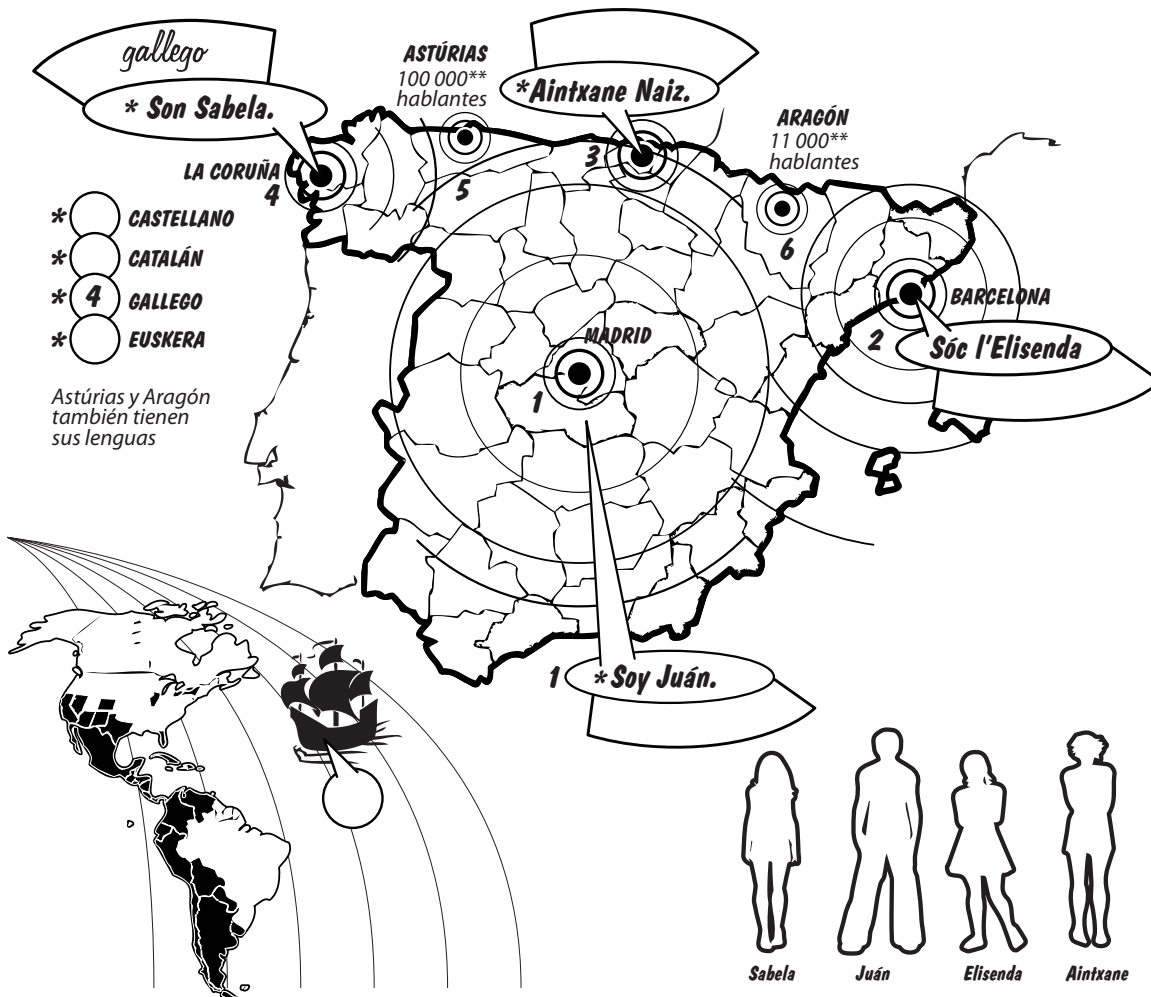 gallego
* Son Sabela.
ASTÚRIAS
100 000**
hablantes
*Aintxane Naiz.
ARAGÓN
11 000**
hablantes
LA CORUÑA
4
3
5
6
* CASTELLANO
* CATALÁN
* 4 GALLEGO
* EUSKERA
BARCELONA
2
Sóc l'Elisenda
MADRID
1
Astúrias y Aragón
también tienen
sus lenguas
1 *Soy Juán.
Sabela
Juán
Elisenda
Aintxane